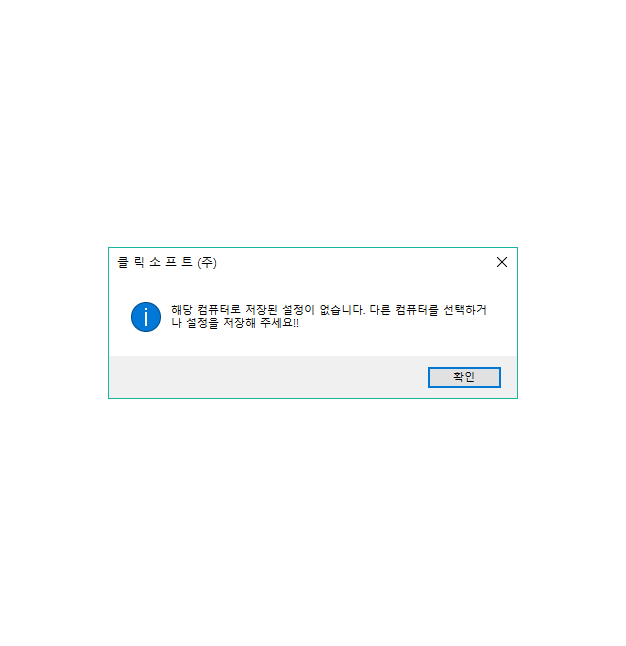 클 릭 소 프 트 (주)
해당 컴퓨터로 저장된 설정이 없습니다. 다른 컴퓨터를 선택하거
나 설정을 저장해 주세요!!
확인